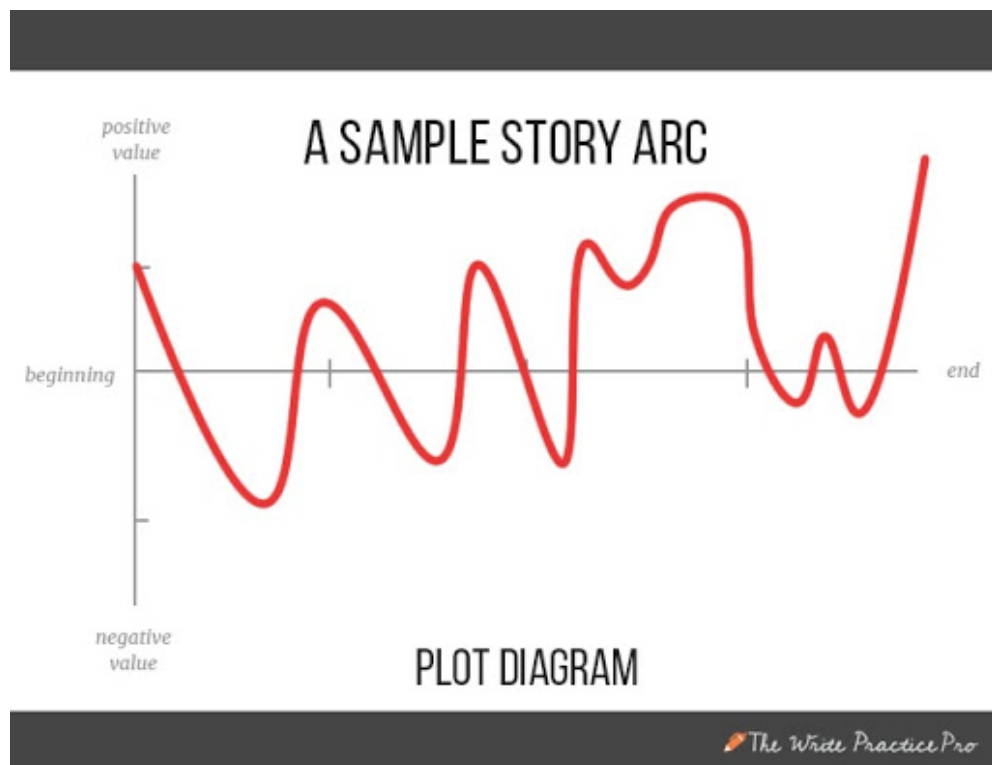 A SAMPLE STORY ARC
positive
value
beginning
end
negative
value
PLOT DIAGRAM
The Write Practice Pro